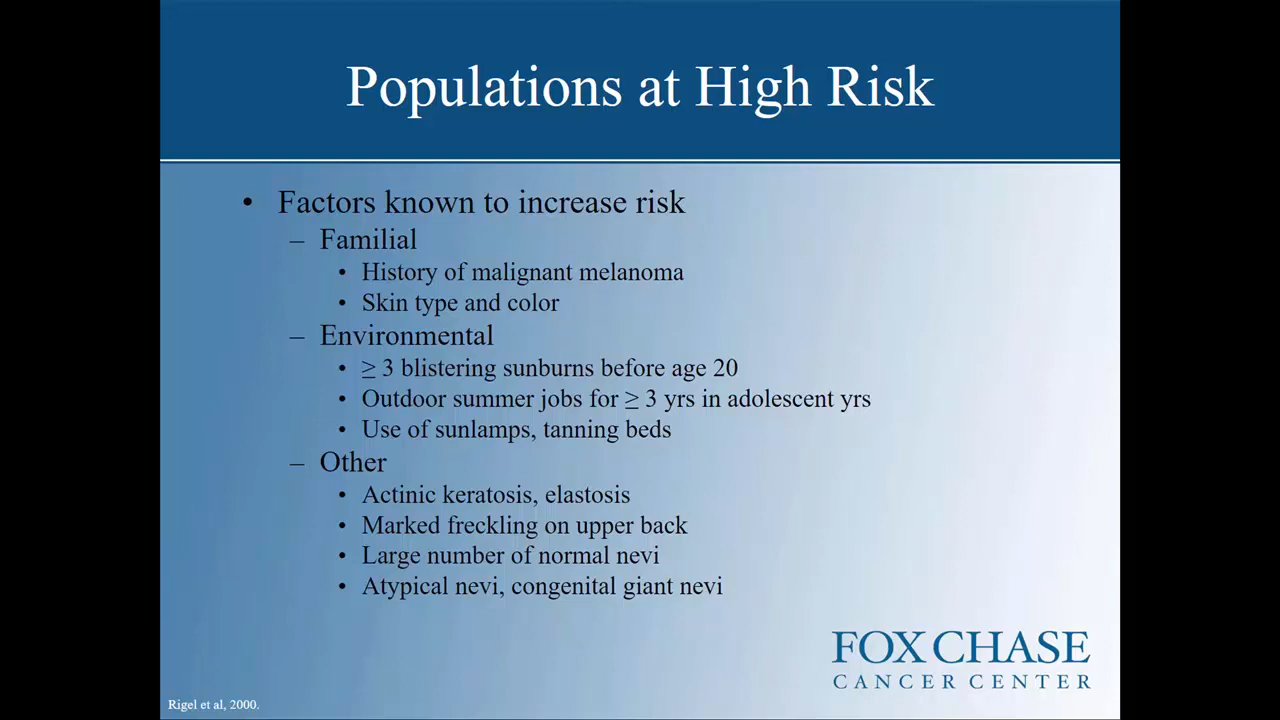 Populations at High Risk
• Factors known to increase risk
– Familial
• History of malignant melanoma
• Skin type and color
– Environmental
• ≥ 3 blistering sunburns before age 20
• Outdoor summer jobs for ≥ 3 yrs in adolescent yrs
• Use of sunlamps, tanning beds
– Other
• Actinic keratosis, elastosis
• Marked freckling on upper back
• Large number of normal nevi
• Atypical nevi, congenital giant nevi
FOX CHASE
CANCER CENTER
Rigel et al, 2000.